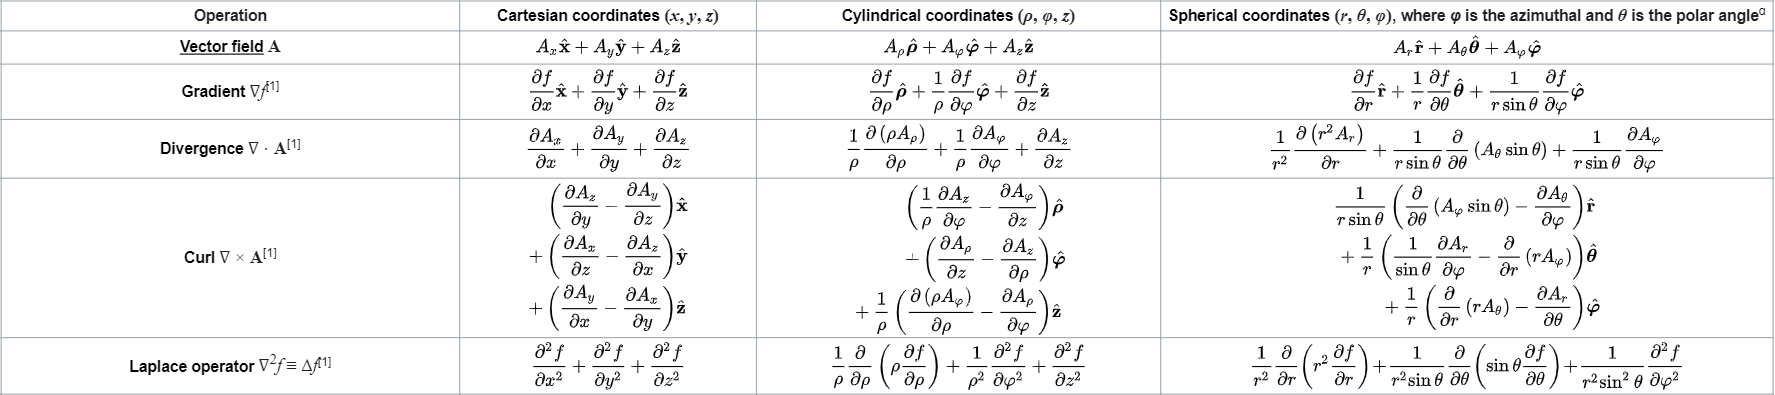 Operation Cartesian coordinates (x, y, z) Cylindrical coordinates (ρ, φ, z) Spherical coordinates (r, θ, φ), where φ is the azimuthal and θ is the polar angle^α
Vector field A $A_x\hat{\mathbf{x}} + A_y\hat{\mathbf{y}} + A_z\hat{\mathbf{z}}$ $A_\rho\hat{\boldsymbol{\rho}} + A_\varphi\hat{\boldsymbol{\varphi}} + A_z\hat{\mathbf{z}}$ $A_r\hat{\mathbf{r}} + A_\theta\hat{\boldsymbol{\theta}} + A_\varphi\hat{\boldsymbol{\varphi}}$
Gradient ∇f[1] $\frac{\partial f}{\partial x}\hat{\mathbf{x}} + \frac{\partial f}{\partial y}\hat{\mathbf{y}} + \frac{\partial f}{\partial z}\hat{\mathbf{z}}$ $\frac{\partial f}{\partial \rho}\hat{\boldsymbol{\rho}} + \frac{1}{\rho}\frac{\partial f}{\partial \varphi}\hat{\boldsymbol{\varphi}} + \frac{\partial f}{\partial z}\hat{\mathbf{z}}$ $\frac{\partial f}{\partial r}\hat{\mathbf{r}} + \frac{1}{r}\frac{\partial f}{\partial \theta}\hat{\boldsymbol{\theta}} + \frac{1}{r\sin\theta}\frac{\partial f}{\partial \varphi}\hat{\boldsymbol{\varphi}}$
Divergence ∇ · A[1] $\frac{\partial A_x}{\partial x} + \frac{\partial A_y}{\partial y} + \frac{\partial A_z}{\partial z}$ $\frac{1}{\rho}\frac{\partial(\rho A_\rho)}{\partial \rho} + \frac{1}{\rho}\frac{\partial A_\varphi}{\partial \varphi} + \frac{\partial A_z}{\partial z}$ $\frac{1}{r^2}\frac{\partial(r^2 A_r)}{\partial r} + \frac{1}{r\sin\theta}\frac{\partial}{\partial \theta}(A_\theta\sin\theta) + \frac{1}{r\sin\theta}\frac{\partial A_\varphi}{\partial \varphi}$
Curl ∇ × A[1]
$\left(\frac{\partial A_z}{\partial y} - \frac{\partial A_y}{\partial z}\right)\hat{\mathbf{x}}$
$+ \left(\frac{\partial A_x}{\partial z} - \frac{\partial A_z}{\partial x}\right)\hat{\mathbf{y}}$
$+ \left(\frac{\partial A_y}{\partial x} - \frac{\partial A_x}{\partial y}\right)\hat{\mathbf{z}}$
$\left(\frac{1}{\rho}\frac{\partial A_z}{\partial \varphi} - \frac{\partial A_\varphi}{\partial z}\right)\hat{\boldsymbol{\rho}}$
$+ \left(\frac{\partial A_\rho}{\partial z} - \frac{\partial A_z}{\partial \rho}\right)\hat{\boldsymbol{\varphi}}$
$+ \frac{1}{\rho}\left(\frac{\partial(\rho A_\varphi)}{\partial \rho} - \frac{\partial A_\rho}{\partial \varphi}\right)\hat{\mathbf{z}}$
$\frac{1}{r\sin\theta}\left(\frac{\partial}{\partial \theta}(A_\varphi\sin\theta) - \frac{\partial A_\theta}{\partial \varphi}\right)\hat{\mathbf{r}}$
$+ \frac{1}{r}\left(\frac{1}{\sin\theta}\frac{\partial A_r}{\partial \varphi} - \frac{\partial}{\partial r}(rA_\varphi)\right)\hat{\boldsymbol{\theta}}$
$+ \frac{1}{r}\left(\frac{\partial}{\partial r}(rA_\theta) - \frac{\partial A_r}{\partial \theta}\right)\hat{\boldsymbol{\varphi}}$
Laplace operator ∇²f ≡ ∆f[1] $\frac{\partial^2 f}{\partial x^2} + \frac{\partial^2 f}{\partial y^2} + \frac{\partial^2 f}{\partial z^2}$ $\frac{1}{\rho}\frac{\partial}{\partial \rho}\left(\rho\frac{\partial f}{\partial \rho}\right) + \frac{1}{\rho^2}\frac{\partial^2 f}{\partial \varphi^2} + \frac{\partial^2 f}{\partial z^2}$ $\frac{1}{r^2}\frac{\partial}{\partial r}\left(r^2\frac{\partial f}{\partial r}\right) + \frac{1}{r^2\sin\theta}\frac{\partial}{\partial \theta}\left(\sin\theta\frac{\partial f}{\partial \theta}\right) + \frac{1}{r^2\sin^2\theta}\frac{\partial^2 f}{\partial \varphi^2}$